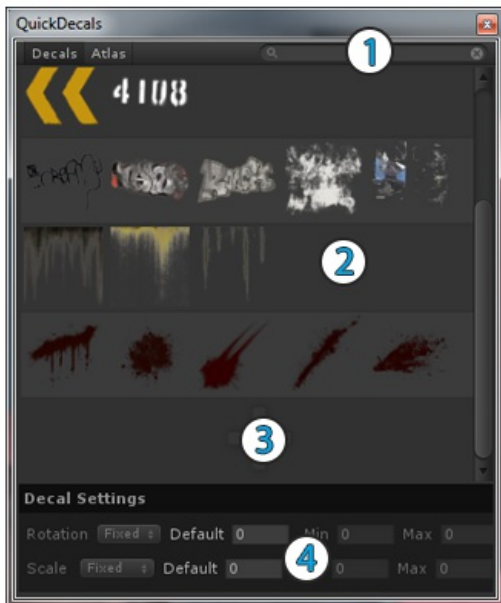 QuickDecals
Decals Atlas
1
4108
2
3
Decal Settings
Rotation Fixed Default 0 Min 0 Max 0
4
Scale Fixed Default 0 0 Max 0